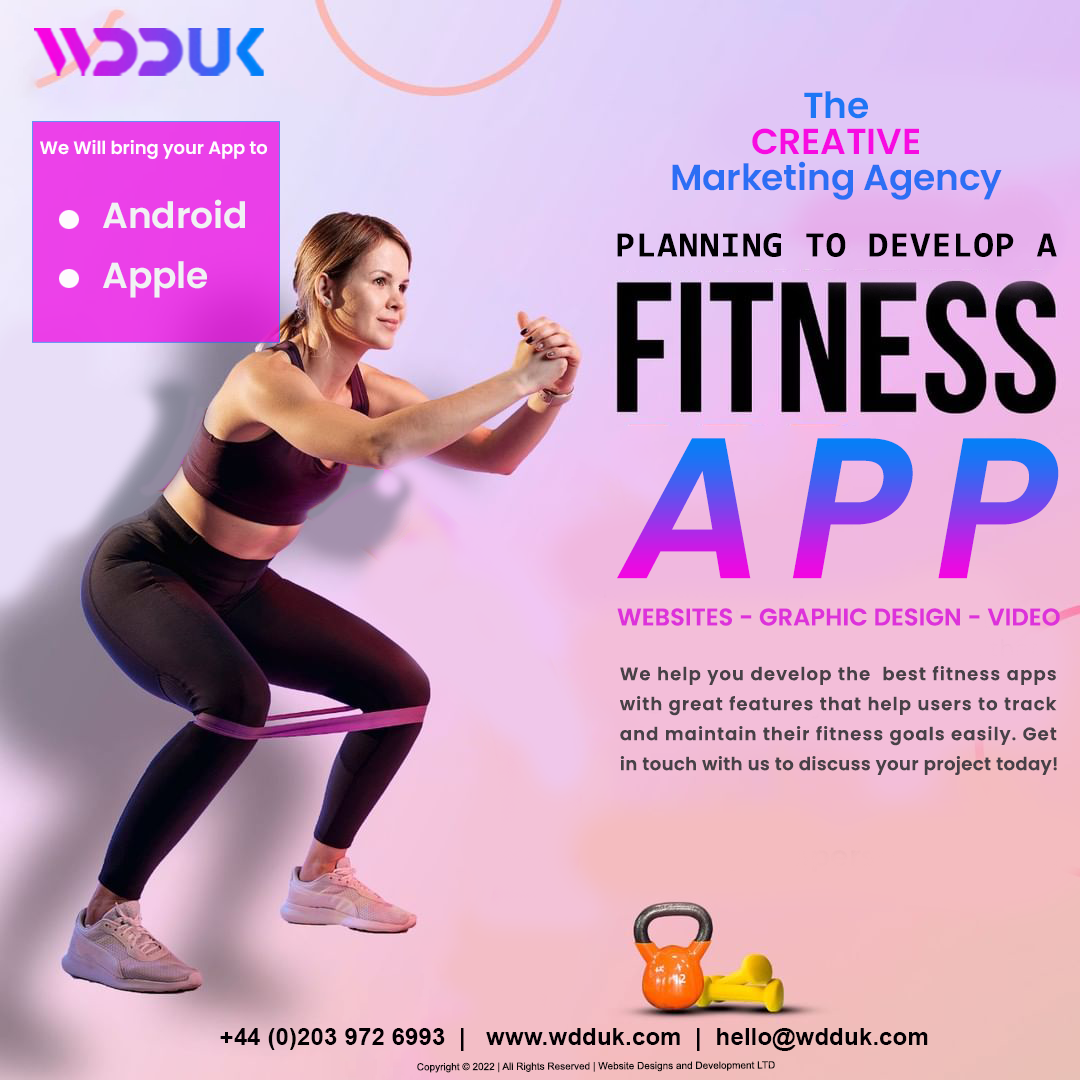 WDDUK
We Will bring your App to
● Android
● Apple
The
CREATIVE
Marketing Agency
PLANNING TO DEVELOP A
FITNESS
APP
WEBSITES - GRAPHIC DESIGN - VIDEO
We help you develop the best fitness apps
with great features that help users to track
and maintain their fitness goals easily. Get
in touch with us to discuss your project today!
12
+44 (0)203 972 6993 | www.wdduk.com | hello@wdduk.com
Copyright © 2022 | All Rights Reserved | Website Designs and Development LTD